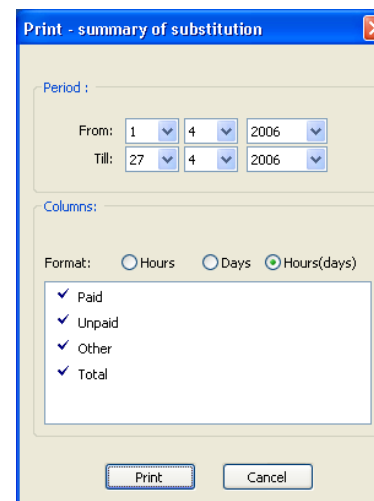 Print - summary of substitution
Period :
From: 1 4 2006
Till: 27 4 2006
Columns:
Format: Hours Days Hours(days)
Paid
Unpaid
Other
Total
Print Cancel